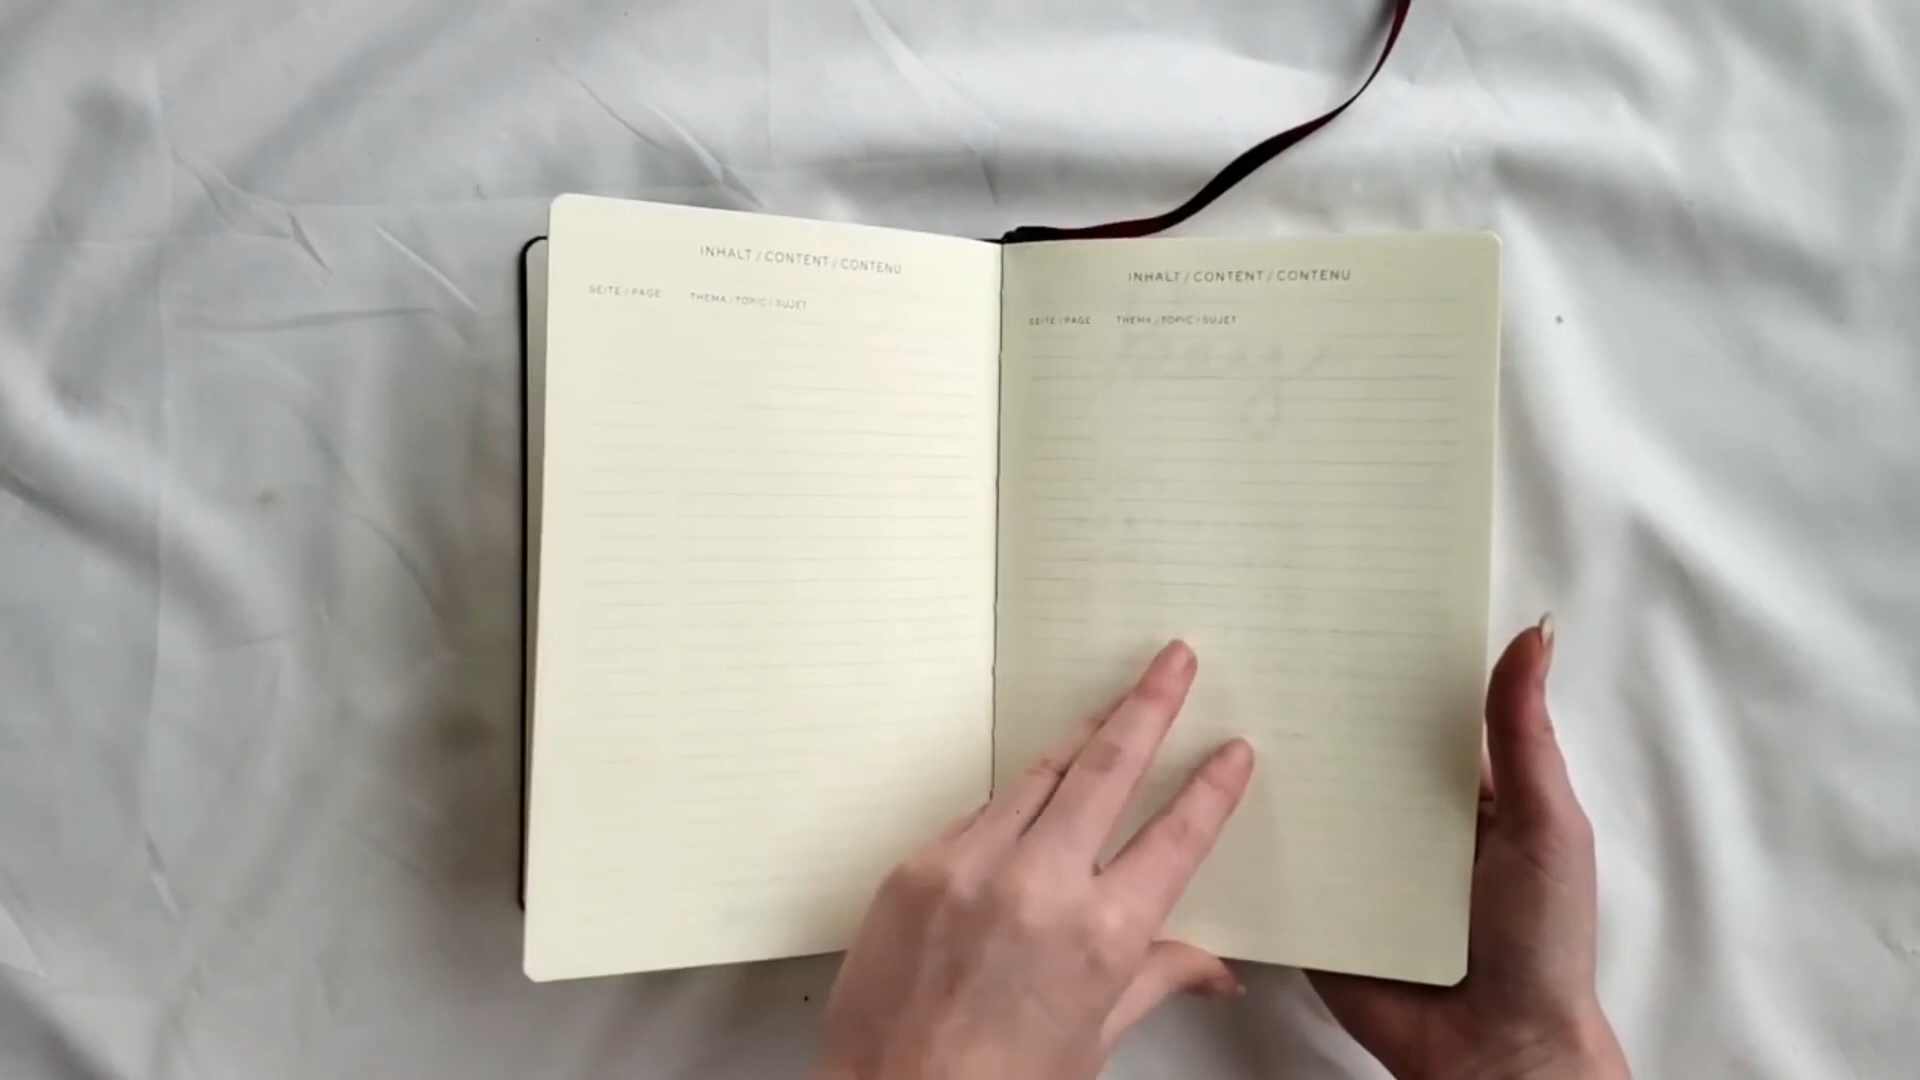 INHALT / CONTENT / CONTENU
SEITE / PAGE THEMA / TOPIC / SUJET
INHALT / CONTENT / CONTENU
SEITE / PAGE THEMA / TOPIC / SUJET